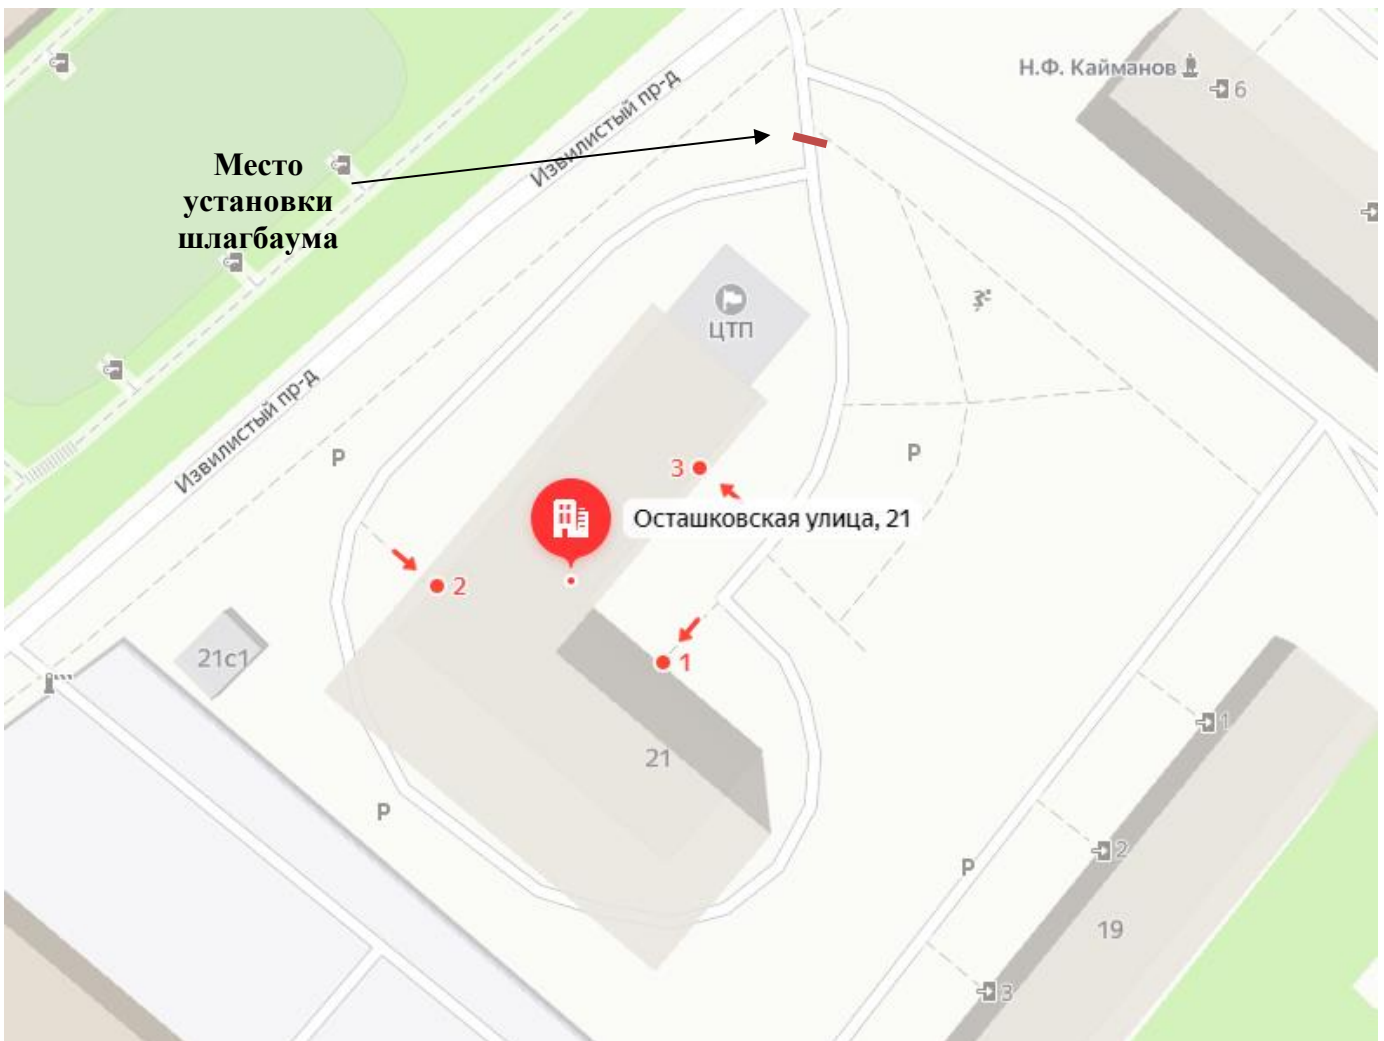 Н.Ф. Кайманов
6
Извилистый пр-д
Место
установки
шлагбаума
ЦТП
Извилистый пр-д
P
P
3
Осташковская улица, 21
2
1
21с1
1
21
P
2
P
19
3